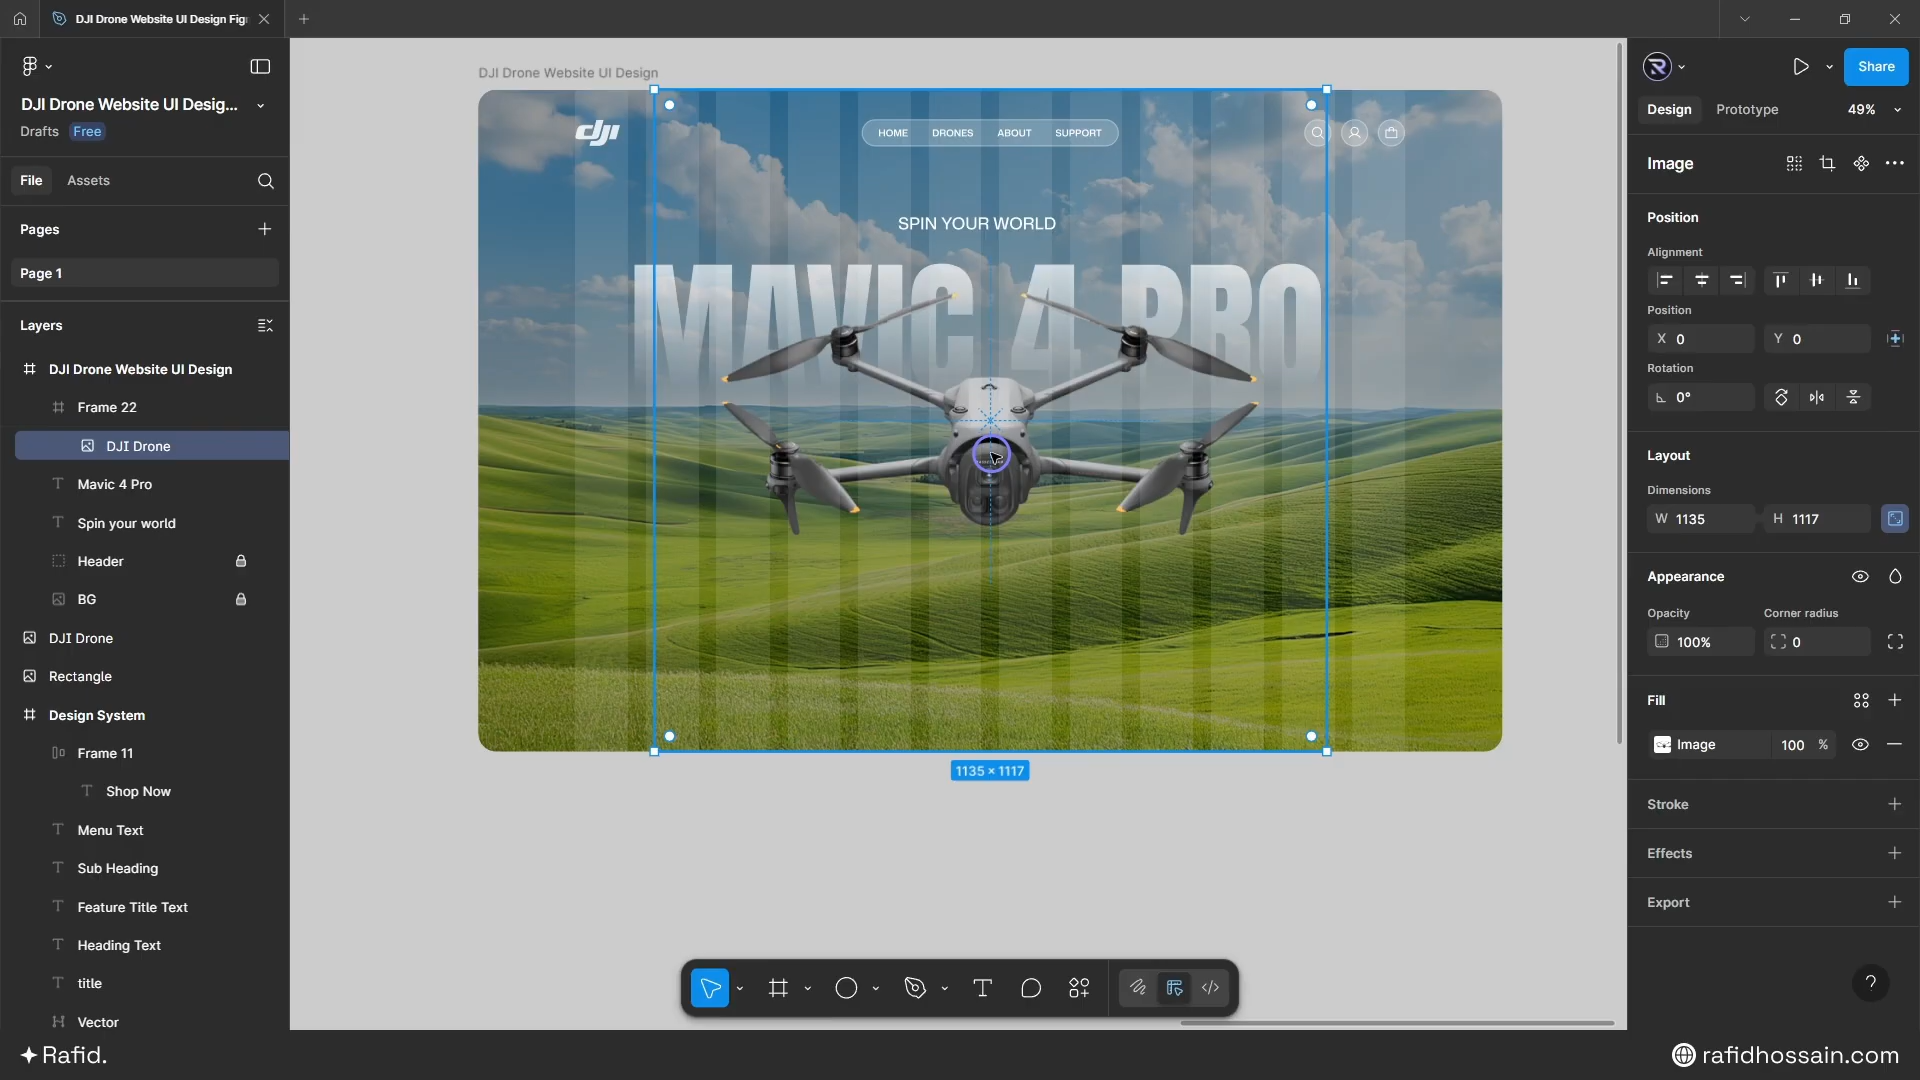 DJI Drone Website UI Design Fig
DJI Drone Website UI Desig...
Drafts
Free
File
Assets
Pages
Page 1
Layers
DJI Drone Website UI Design
Frame 22
DJI Drone
Mavic 4 Pro
Spin your world
Header
BG
DJI Drone
Rectangle
Design System
Frame 11
Shop Now
Menu Text
Sub Heading
Feature Title Text
Heading Text
title
Vector
DJI Drone Website UI Design
dji
HOME
DRONES
ABOUT
SUPPORT
SPIN YOUR WORLD
MAVIC 4 PRO
1135 × 1117
Share
Design
Prototype
49%
Image
Position
Alignment
Position
X 0
Y 0
Rotation
0°
Layout
Dimensions
W 1135
H 1117
Appearance
Opacity
Corner radius
100%
0
Fill
Image
100 %
Stroke
Effects
Export
?
Rafid.
rafidhossain.com